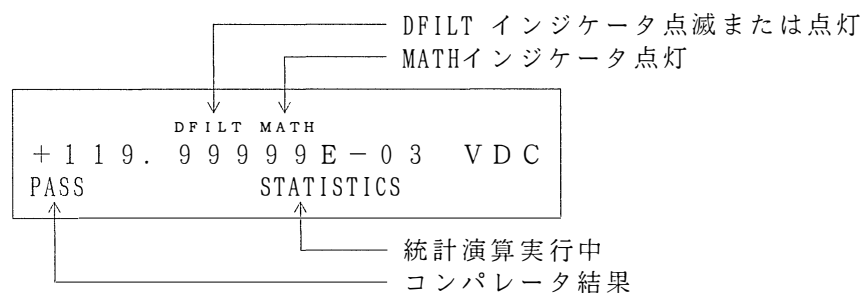 DFILT インジケータ点滅または点灯
MATHインジケータ点灯
DFILT MATH
+119.99999E-03 VDC
PASS STATISTICS
統計演算実行中
コンパレータ結果